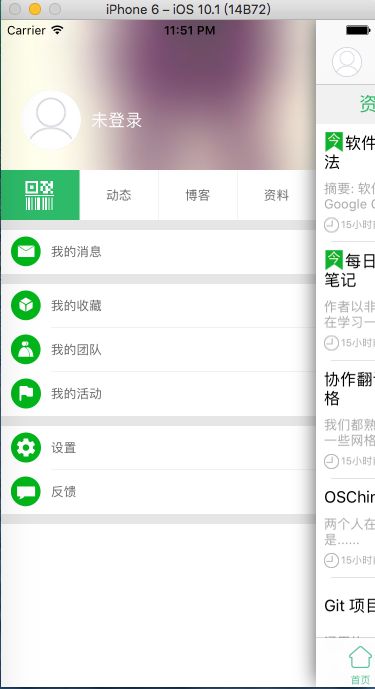 iPhone 6 – iOS 10.1 (14B72)
Carrier 11:51 PM
未登录
动态 博客 资料
我的消息
我的收藏
我的团队
我的活动
设置
反馈
资
今 软件
法
摘要: 软件
Google C
15小时前
今 每日
笔记
作者以非
在学习一
15小时前
协作翻
格
我们都熟
一些网格
15小时前
OSChin
两个人在
是......
15小时前
Git 项目
首页